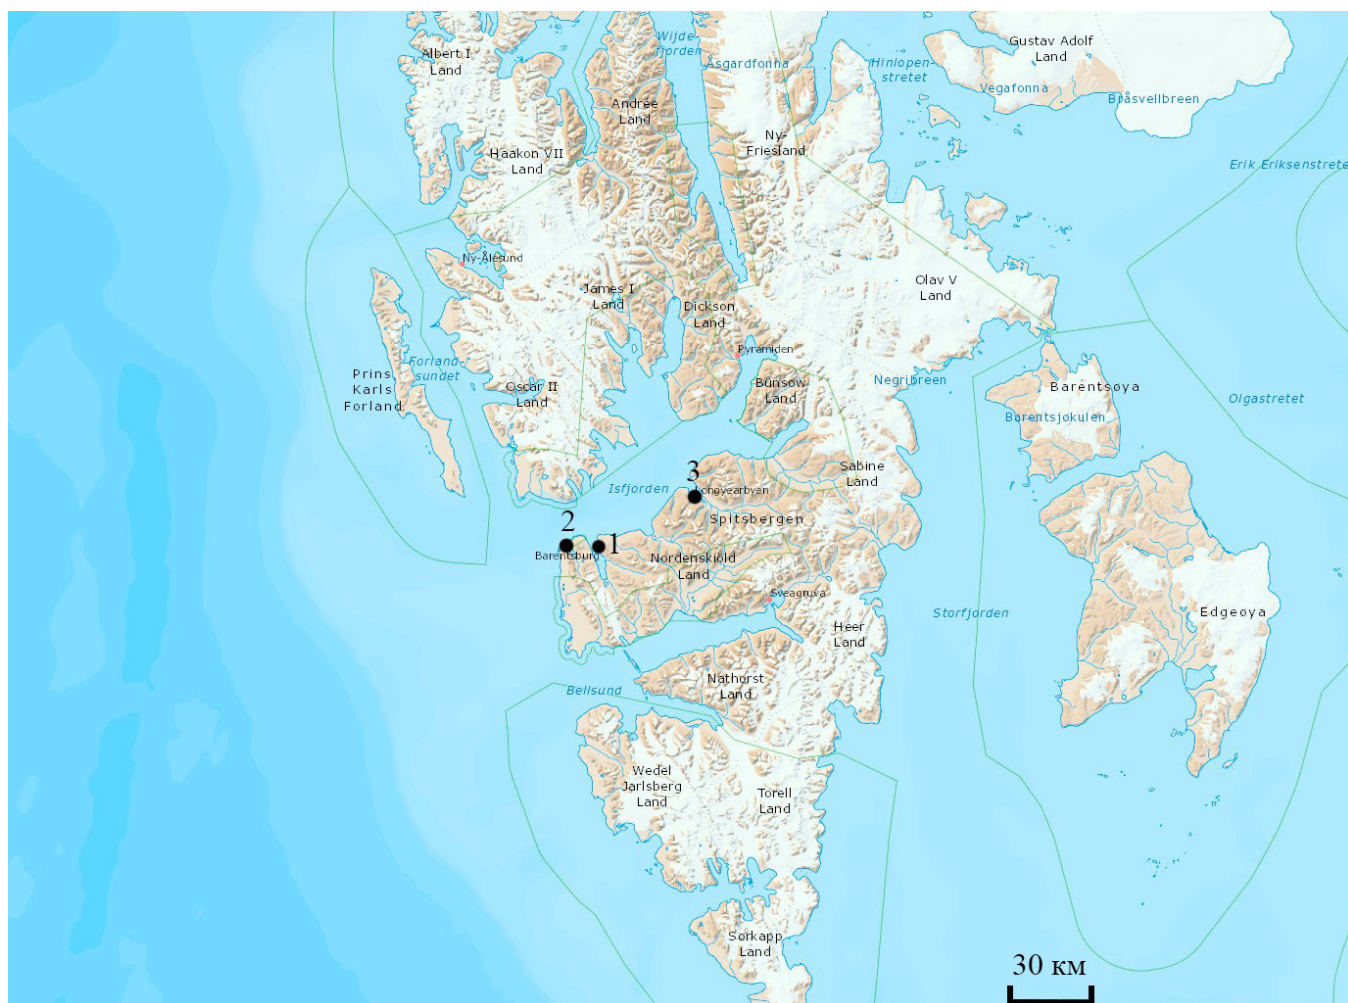 Gustav Adolf
Land
Albert I
Land
Wijde-
fjorden
Åsgardfonna
Hinlopen-
stretet
Vegafonna
Bråsvellbreen
Andrée
Land
Ny-
Friesland
Haakon VII
Land
Erik Eriksenstrete
Ny-Ålesund
James I
Land
Dickson
Land
Olav V
Land
Pyramiden
Forland-
sundet
Prins
Karls
Forland
Oscar II
Land
Bünsow
Land
Negribreen
Barentsøya
Barentsjøkulen
Olgastretet
Sabine
Land
3
Isfjorden
Longyearbyen
Spitsbergen
2
1
Barentsburg
Nordenskiöld
Land
Sveagruva
Storfjorden
Edgeøya
Heer
Land
Nathorst
Land
Bellsund
Wedel
Jarlsberg
Land
Torell
Land
Sørkapp
Land
30 км